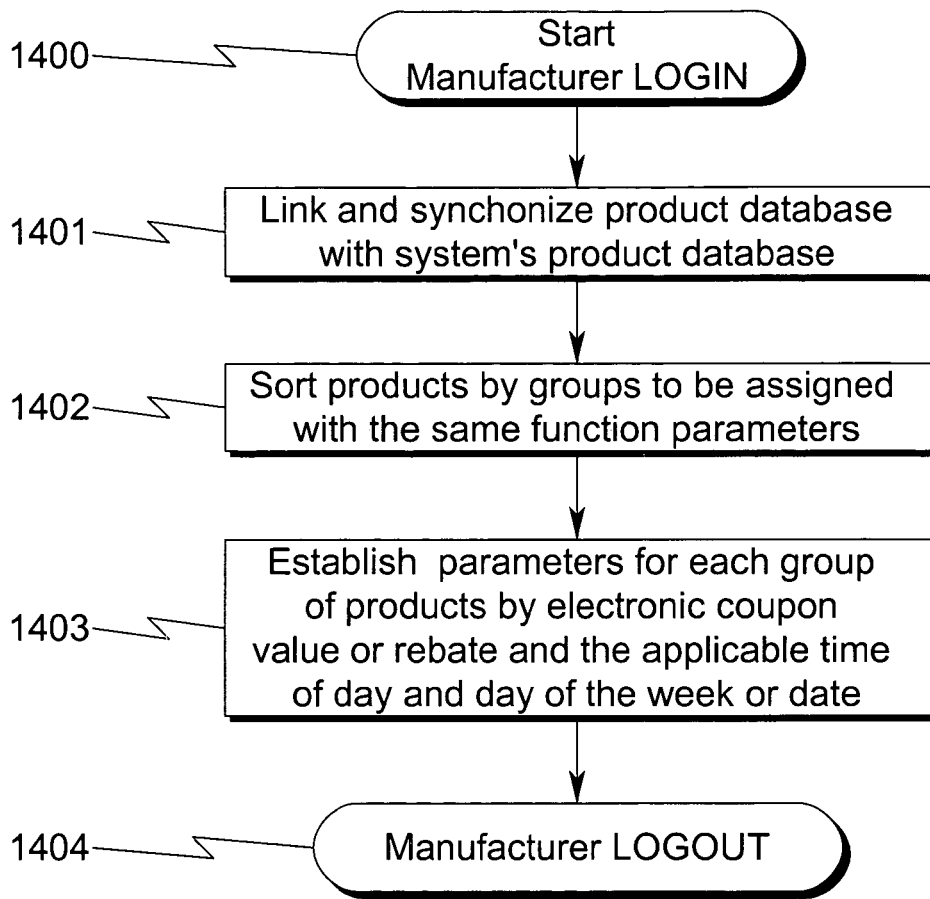 1400
Start
Manufacturer LOGIN
1401
Link and synchonize product database
with system's product database
1402
Sort products by groups to be assigned
with the same function parameters
1403
Establish parameters for each group
of products by electronic coupon
value or rebate and the applicable time
of day and day of the week or date
1404
Manufacturer LOGOUT